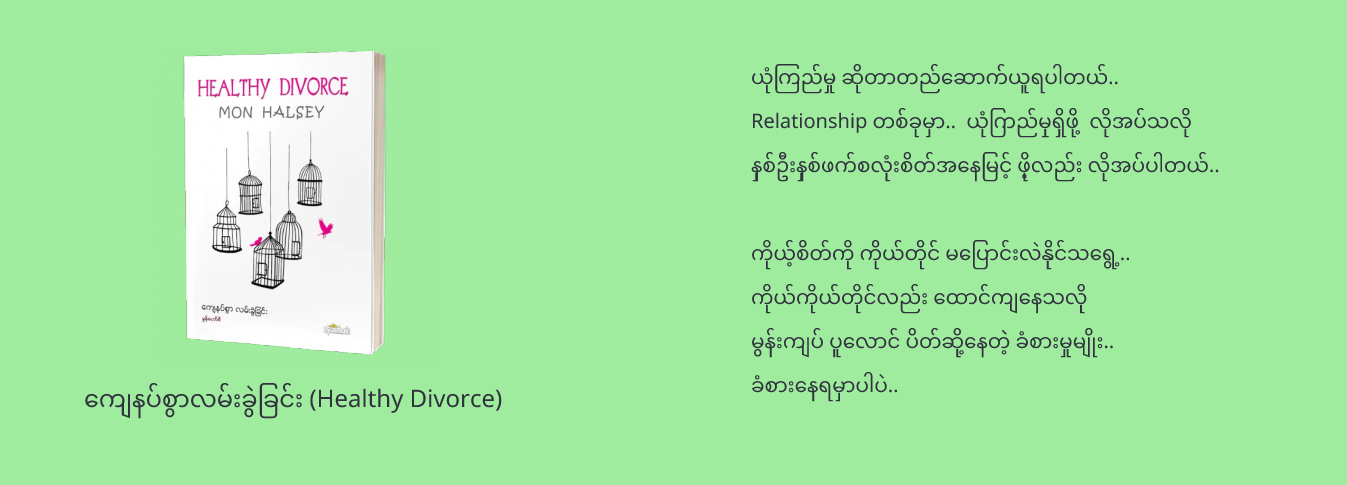 HEALTHY DIVORCE
MON HALSEY
ကျေနပ်စွာ လမ်းခွဲခြင်း
မွန်ဟော်စီ
ကျေနပ်စွာလမ်းခွဲခြင်း (Healthy Divorce)
ယုံကြည်မှု ဆိုတာတည်ဆောက်ယူရပါတယ်..
Relationship တစ်ခုမှာ.. ယုံကြာည်မှုရှိဖို့ လိုအပ်သလို
နှစ်ဦးနှစ်ဖက်စလုံးစိတ်အနေမြင့် ဖို့လည်း လိုအပ်ပါတယ်..
ကိုယ့်စိတ်ကို ကိုယ်တိုင် မပြောင်းလဲနိုင်သရွေ့..
ကိုယ်ကိုယ်တိုင်လည်း ထောင်ကျနေသလို
မွန်းကျပ် ပူလောင် ပိတ်ဆို့နေတဲ့ ခံစားမှုမျိုး..
ခံစားနေရမှာပါပဲ..